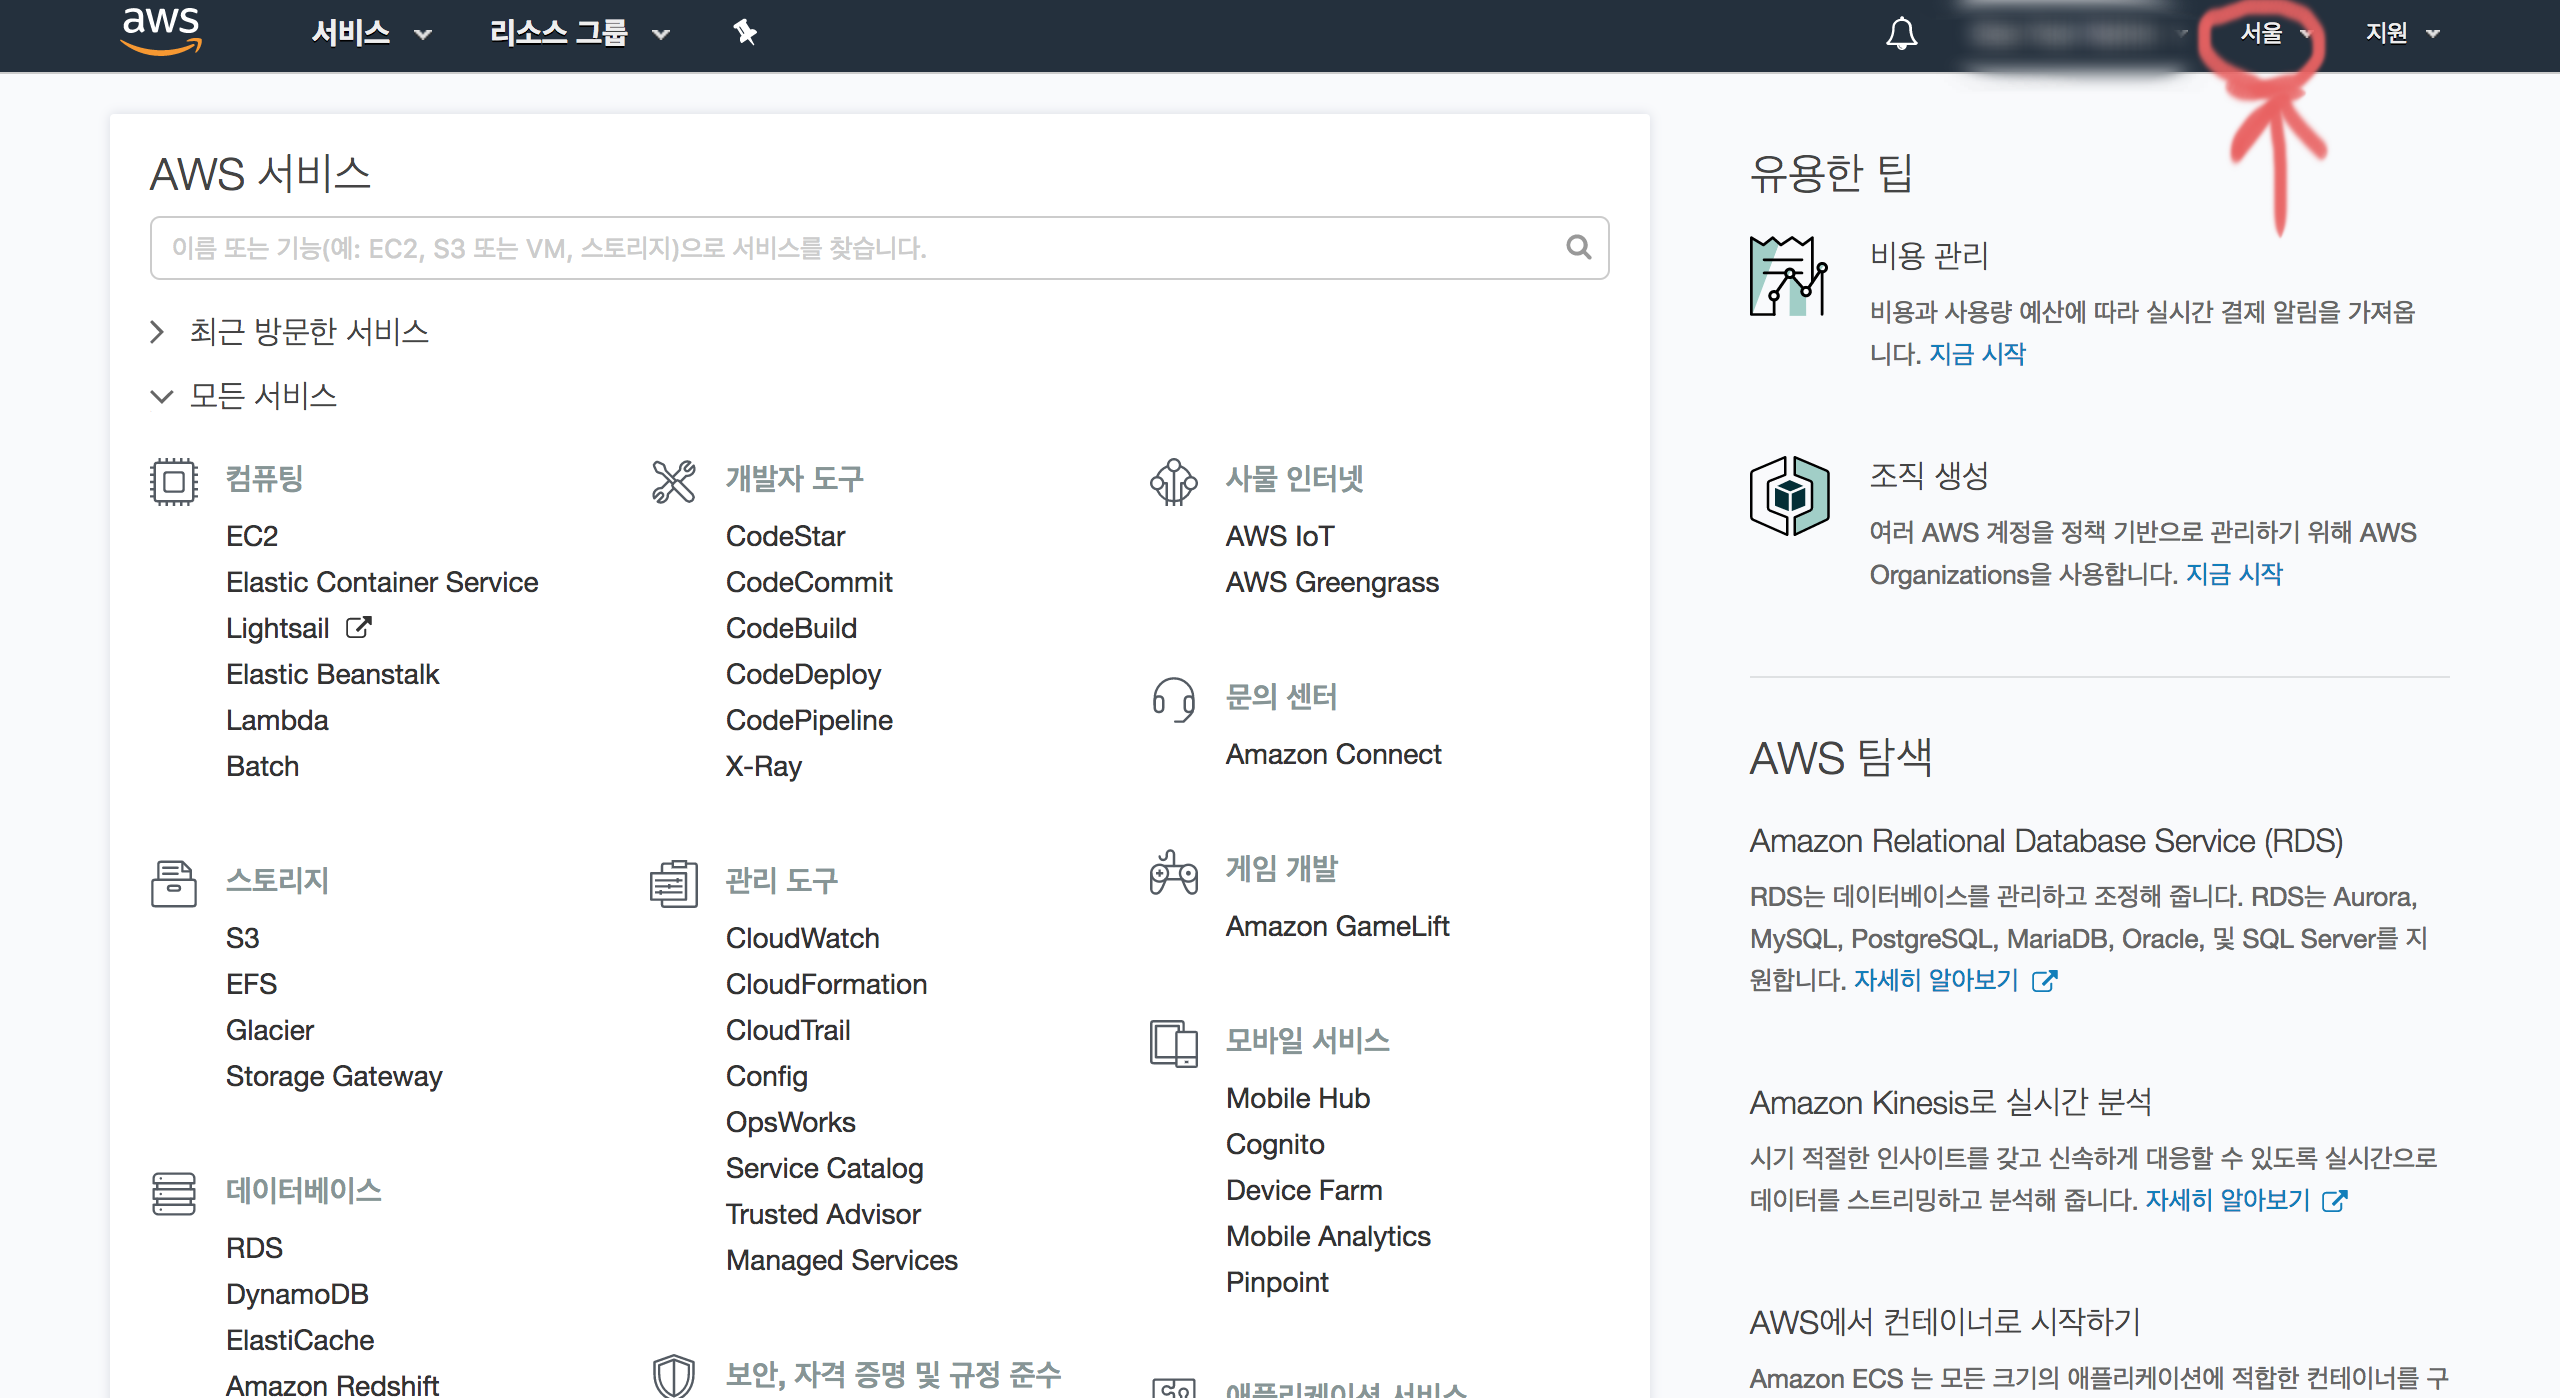 aws
서비스
리소스 그룹
서울
지원
AWS 서비스
이름 또는 기능(예: EC2, S3 또는 VM, 스토리지)으로 서비스를 찾습니다.
최근 방문한 서비스
모든 서비스
컴퓨팅
EC2
Elastic Container Service
Lightsail
Elastic Beanstalk
Lambda
Batch
스토리지
S3
EFS
Glacier
Storage Gateway
데이터베이스
RDS
DynamoDB
ElastiCache
Amazon Redshift
개발자 도구
CodeStar
CodeCommit
CodeBuild
CodeDeploy
CodePipeline
X-Ray
관리 도구
CloudWatch
CloudFormation
CloudTrail
Config
OpsWorks
Service Catalog
Trusted Advisor
Managed Services
보안, 자격 증명 및 규정 준수
사물 인터넷
AWS IoT
AWS Greengrass
문의 센터
Amazon Connect
게임 개발
Amazon GameLift
모바일 서비스
Mobile Hub
Cognito
Device Farm
Mobile Analytics
Pinpoint
애플리케이션 서비스
유용한 팁
비용 관리
비용과 사용량 예산에 따라 실시간 결제 알림을 가져옵
니다. 지금 시작
조직 생성
여러 AWS 계정을 정책 기반으로 관리하기 위해 AWS
Organizations을 사용합니다. 지금 시작
AWS 탐색
Amazon Relational Database Service (RDS)
RDS는 데이터베이스를 관리하고 조정해 줍니다. RDS는 Aurora,
MySQL, PostgreSQL, MariaDB, Oracle, 및 SQL Server를 지
원합니다. 자세히 알아보기
Amazon Kinesis로 실시간 분석
시기 적절한 인사이트를 갖고 신속하게 대응할 수 있도록 실시간으로
데이터를 스트리밍하고 분석해 줍니다. 자세히 알아보기
AWS에서 컨테이너로 시작하기
Amazon ECS 는 모든 크기의 애플리케이션에 적합한 컨테이너를 구